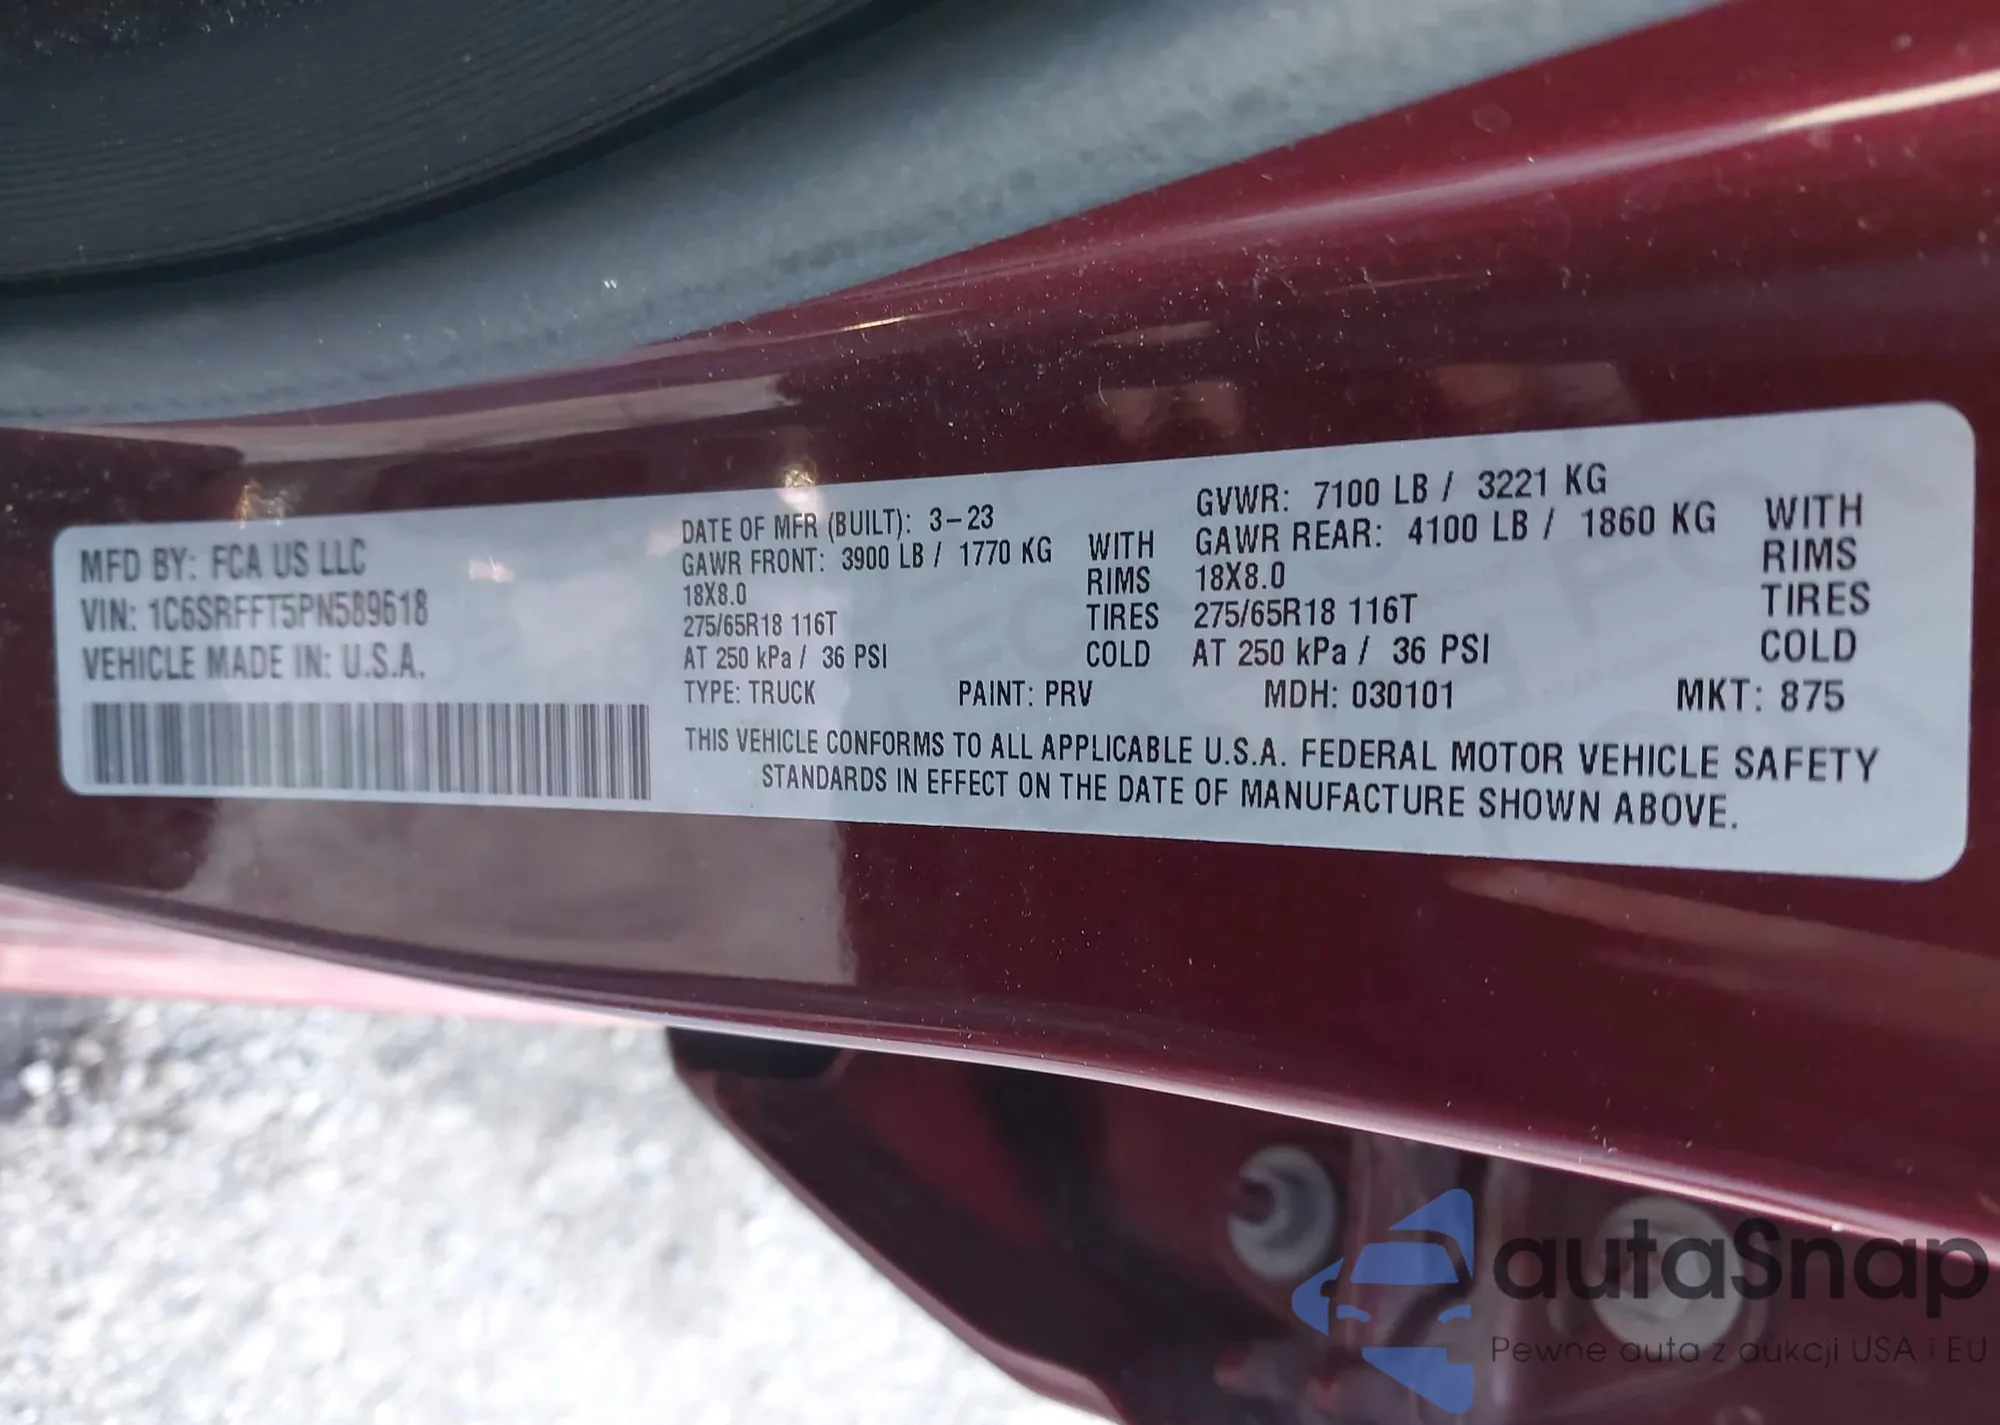 MFD BY: FCA US LLC
VIN: 1C6SRFFT5PN589618
VEHICLE MADE IN: U.S.A.
DATE OF MFR (BUILT): 3-23
GAWR FRONT: 3900 LB / 1770 KG WITH
18X8.0 RIMS
275/65R18 116T TIRES
AT 250 kPa / 36 PSI COLD
GVWR: 7100 LB / 3221 KG
GAWR REAR: 4100 LB / 1860 KG WITH
18X8.0 RIMS
275/65R18 116T TIRES
AT 250 kPa / 36 PSI COLD
TYPE: TRUCK PAINT: PRV MDH: 030101 MKT: 875
THIS VEHICLE CONFORMS TO ALL APPLICABLE U.S.A. FEDERAL MOTOR VEHICLE SAFETY
STANDARDS IN EFFECT ON THE DATE OF MANUFACTURE SHOWN ABOVE.
autaSnap
Pewne auta z aukcji USA i EU